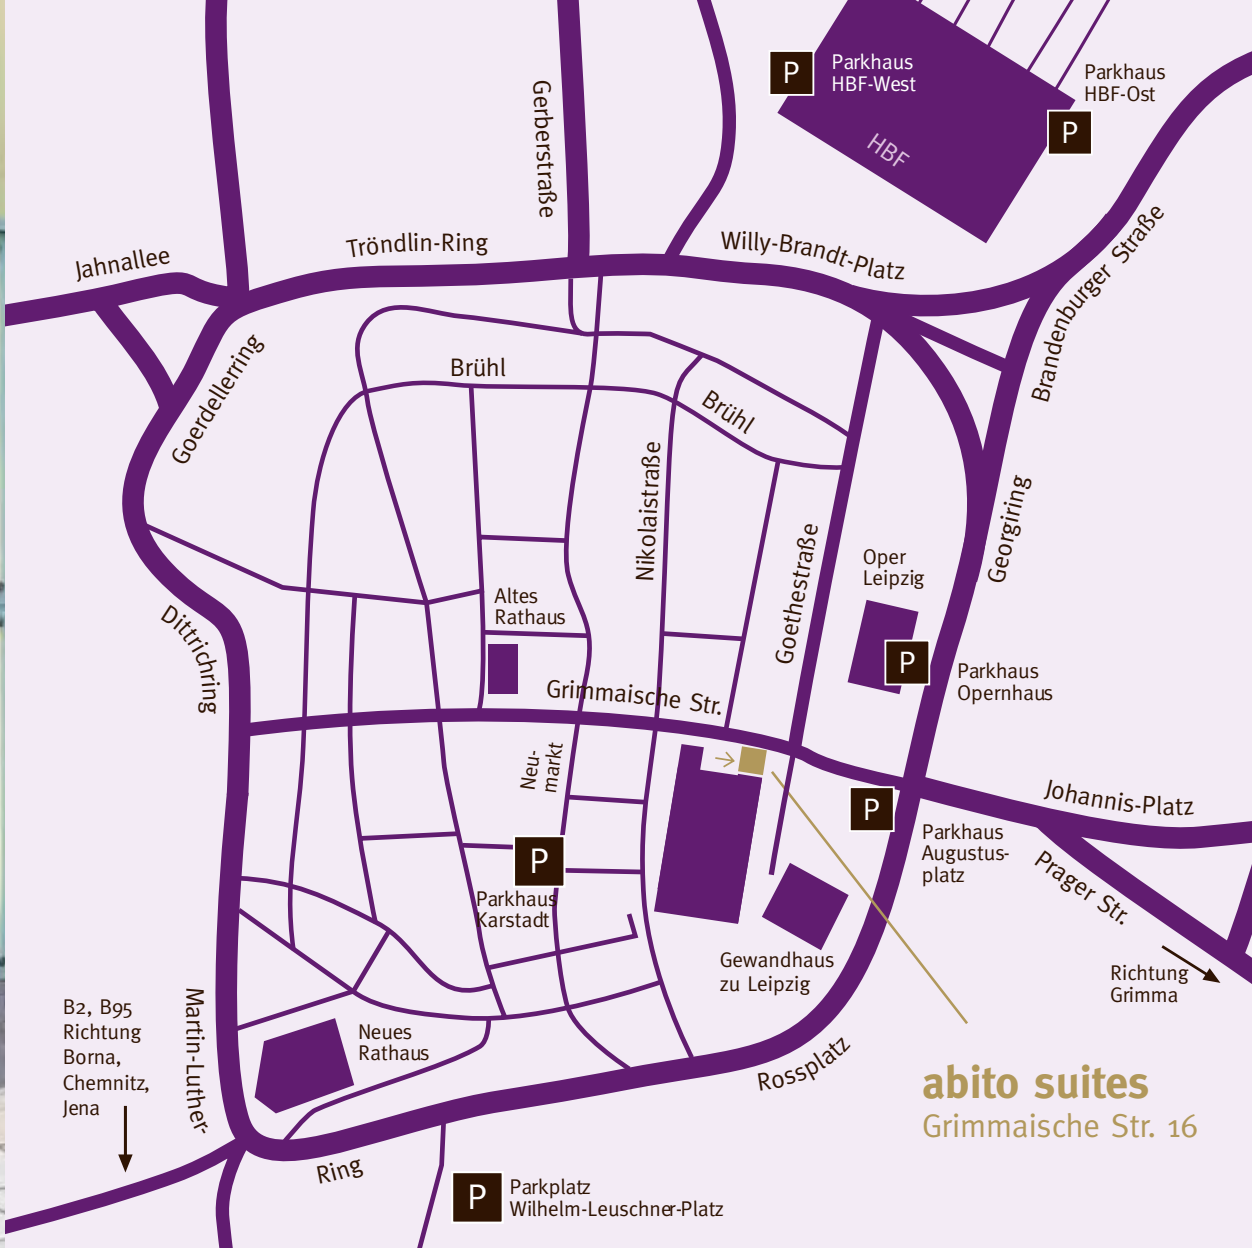 P
Parkhaus
HBF-West
Parkhaus
HBF-Ost
P
HBF
Gerberstraße
Tröndlin-Ring
Willy-Brandt-Platz
Jahnallee
Brandenburger Straße
Goerdellerring
Brühl
Brühl
Nikolaistraße
Goethestraße
Georgiring
Oper
Leipzig
Altes
Rathaus
Dittrichring
P
Parkhaus
Opernhaus
Grimmaische Str.
Neu-
markt
Johannis-Platz
P
Parkhaus
Augustus-
platz
Prager Str.
P
Parkhaus
Karstadt
Gewandhaus
zu Leipzig
Richtung
Grimma
B2, B95
Richtung
Borna,
Chemnitz,
Jena
Martin-Luther-
Neues
Rathaus
Rossplatz
abito suites
Grimmaische Str. 16
Ring
P
Parkplatz
Wilhelm-Leuschner-Platz